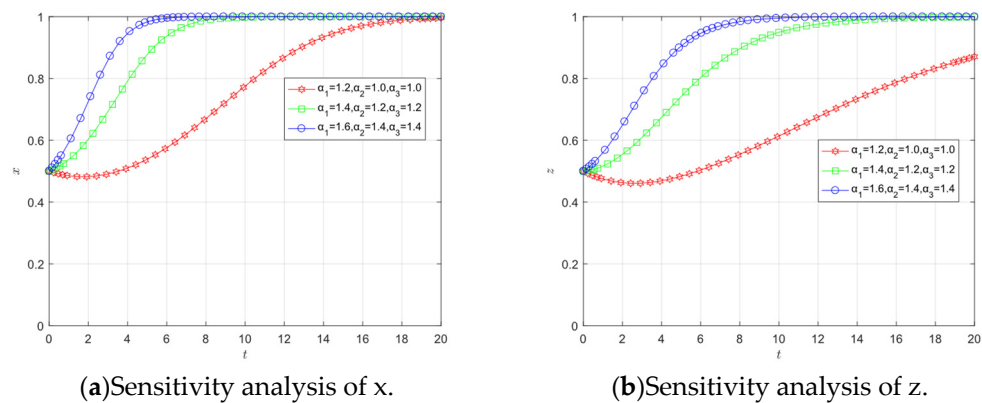 1
0.8
0.6
0.4
0.2
0
x
0 2 4 6 8 10 12 14 16 18 20
t
α1=1.2,α2=1.0,α3=1.0
α1=1.4,α2=1.2,α3=1.2
α1=1.6,α2=1.4,α3=1.4
(a)Sensitivity analysis of x.
1
0.8
0.6
0.4
0.2
0
z
0 2 4 6 8 10 12 14 16 18 20
t
α1=1.2,α2=1.0,α3=1.0
α1=1.4,α2=1.2,α3=1.2
α1=1.6,α2=1.4,α3=1.4
(b)Sensitivity analysis of z.